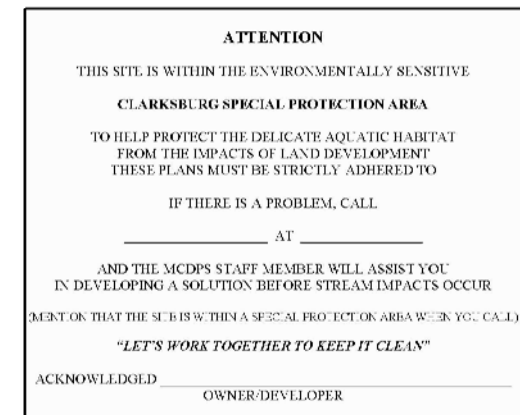 ATTENTION
THIS SITE IS WITHIN THE ENVIRONMENTALLY SENSITIVE
CLARKSBURG SPECIAL PROTECTION AREA
TO HELP PROTECT THE DELICATE AQUATIC HABITAT
FROM THE IMPACTS OF LAND DEVELOPMENT
THESE PLANS MUST BE STRICTLY ADHERED TO
IF THERE IS A PROBLEM, CALL
____________________ AT _________________
AND THE MCDPS STAFF MEMBER WILL ASSIST YOU
IN DEVELOPING A SOLUTION BEFORE STREAM IMPACTS OCCUR
(MENTION THAT THE SITE IS WITHIN A SPECIAL PROTECTION AREA WHEN YOU CALL)
"LET'S WORK TOGETHER TO KEEP IT CLEAN"
ACKNOWLEDGED ____________________
OWNER/DEVELOPER